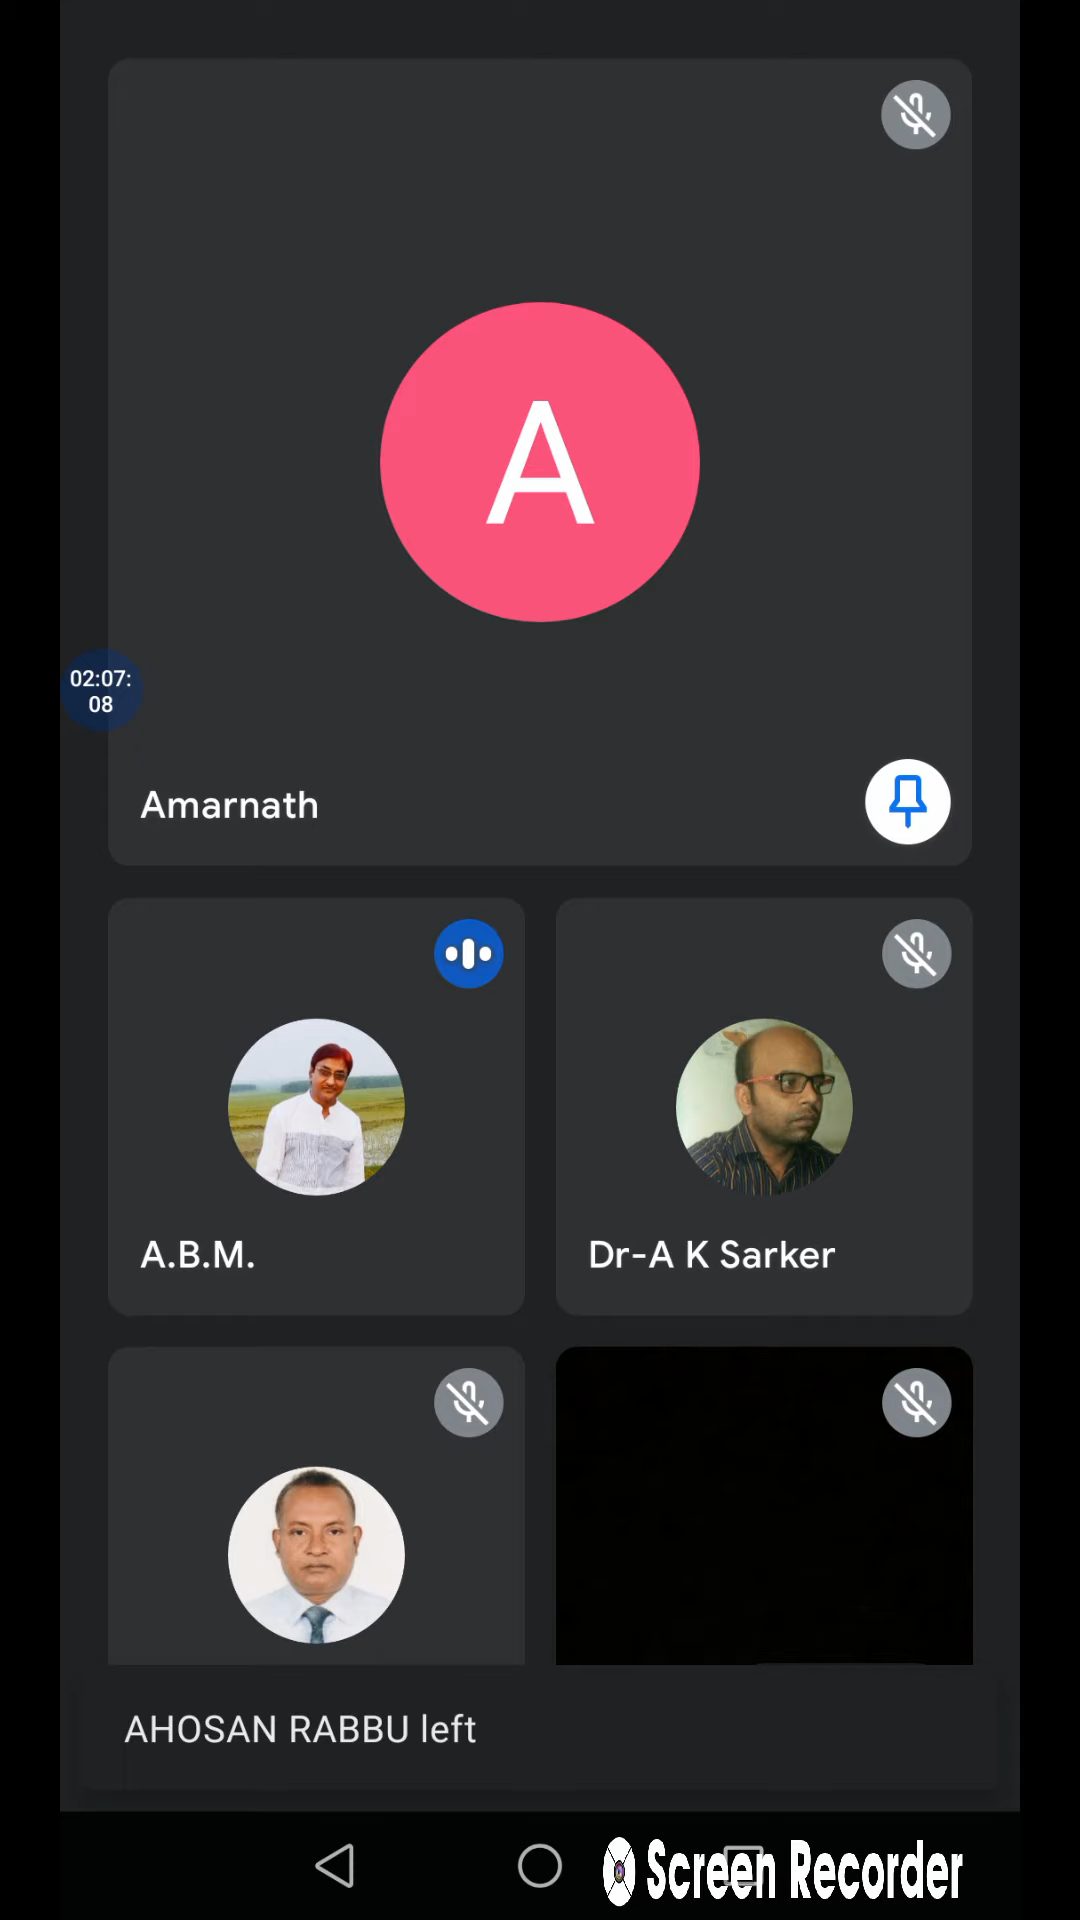 A
02:07:
08
Amarnath
A.B.M.
Dr-A K Sarker
AHOSAN RABBU left
Screen Recorder